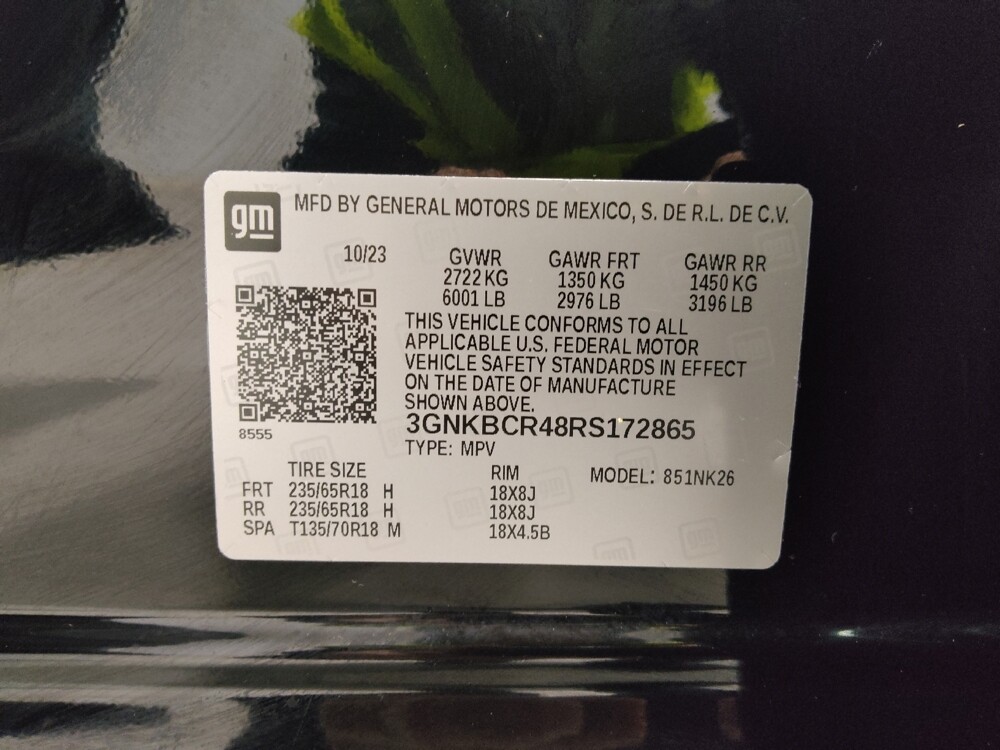 gm MFD BY GENERAL MOTORS DE MEXICO, S. DE R.L. DE C.V.
10/23 GVWR GAWR FRT GAWR RR
2722 KG 1350 KG 1450 KG
6001 LB 2976 LB 3196 LB
THIS VEHICLE CONFORMS TO ALL
APPLICABLE U.S. FEDERAL MOTOR
VEHICLE SAFETY STANDARDS IN EFFECT
ON THE DATE OF MANUFACTURE
SHOWN ABOVE.
3GNKBCR48RS172865
8555
TYPE: MPV
TIRE SIZE RIM MODEL: 851NK26
FRT 235/65R18 H 18X8J
RR 235/65R18 H 18X8J
SPA T135/70R18 M 18X4.5B